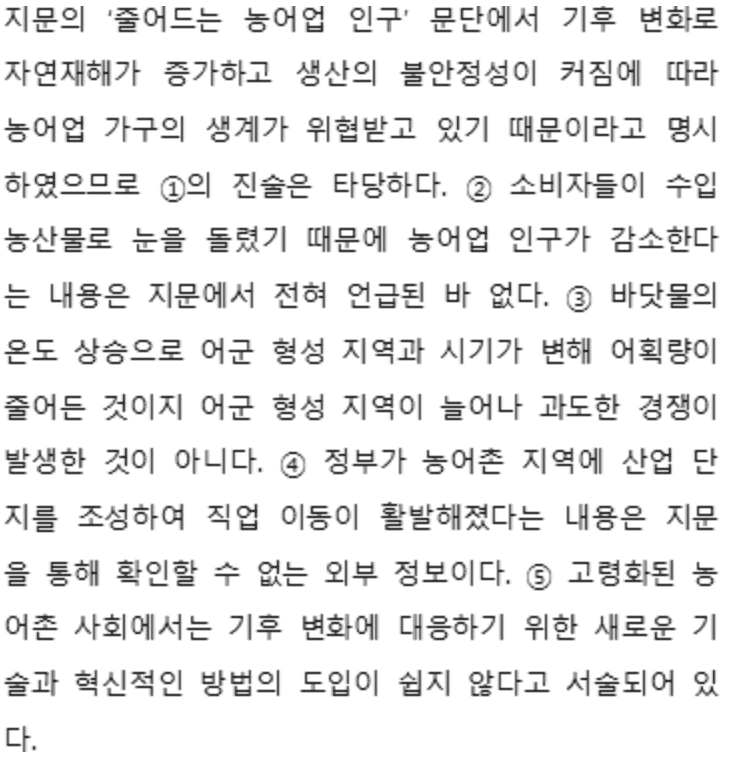 지문의 '줄어드는 농어업 인구' 문단에서 기후 변화로
자연재해가 증가하고 생산의 불안정성이 커짐에 따라
농어업 가구의 생계가 위협받고 있기 때문이라고 명시
하였으므로 ①의 진술은 타당하다. ② 소비자들이 수입
농산물로 눈을 돌렸기 때문에 농어업 인구가 감소한다
는 내용은 지문에서 전혀 언급된 바 없다. ③ 바닷물의
온도 상승으로 어군 형성 지역과 시기가 변해 어획량이
줄어든 것이지 어군 형성 지역이 늘어나 과도한 경쟁이
발생한 것이 아니다. ④ 정부가 농어촌 지역에 산업 단
지를 조성하여 직업 이동이 활발해졌다는 내용은 지문
을 통해 확인할 수 없는 외부 정보이다. ⑤ 고령화된 농
어촌 사회에서는 기후 변화에 대응하기 위한 새로운 기
술과 혁신적인 방법의 도입이 쉽지 않다고 서술되어 있
다.